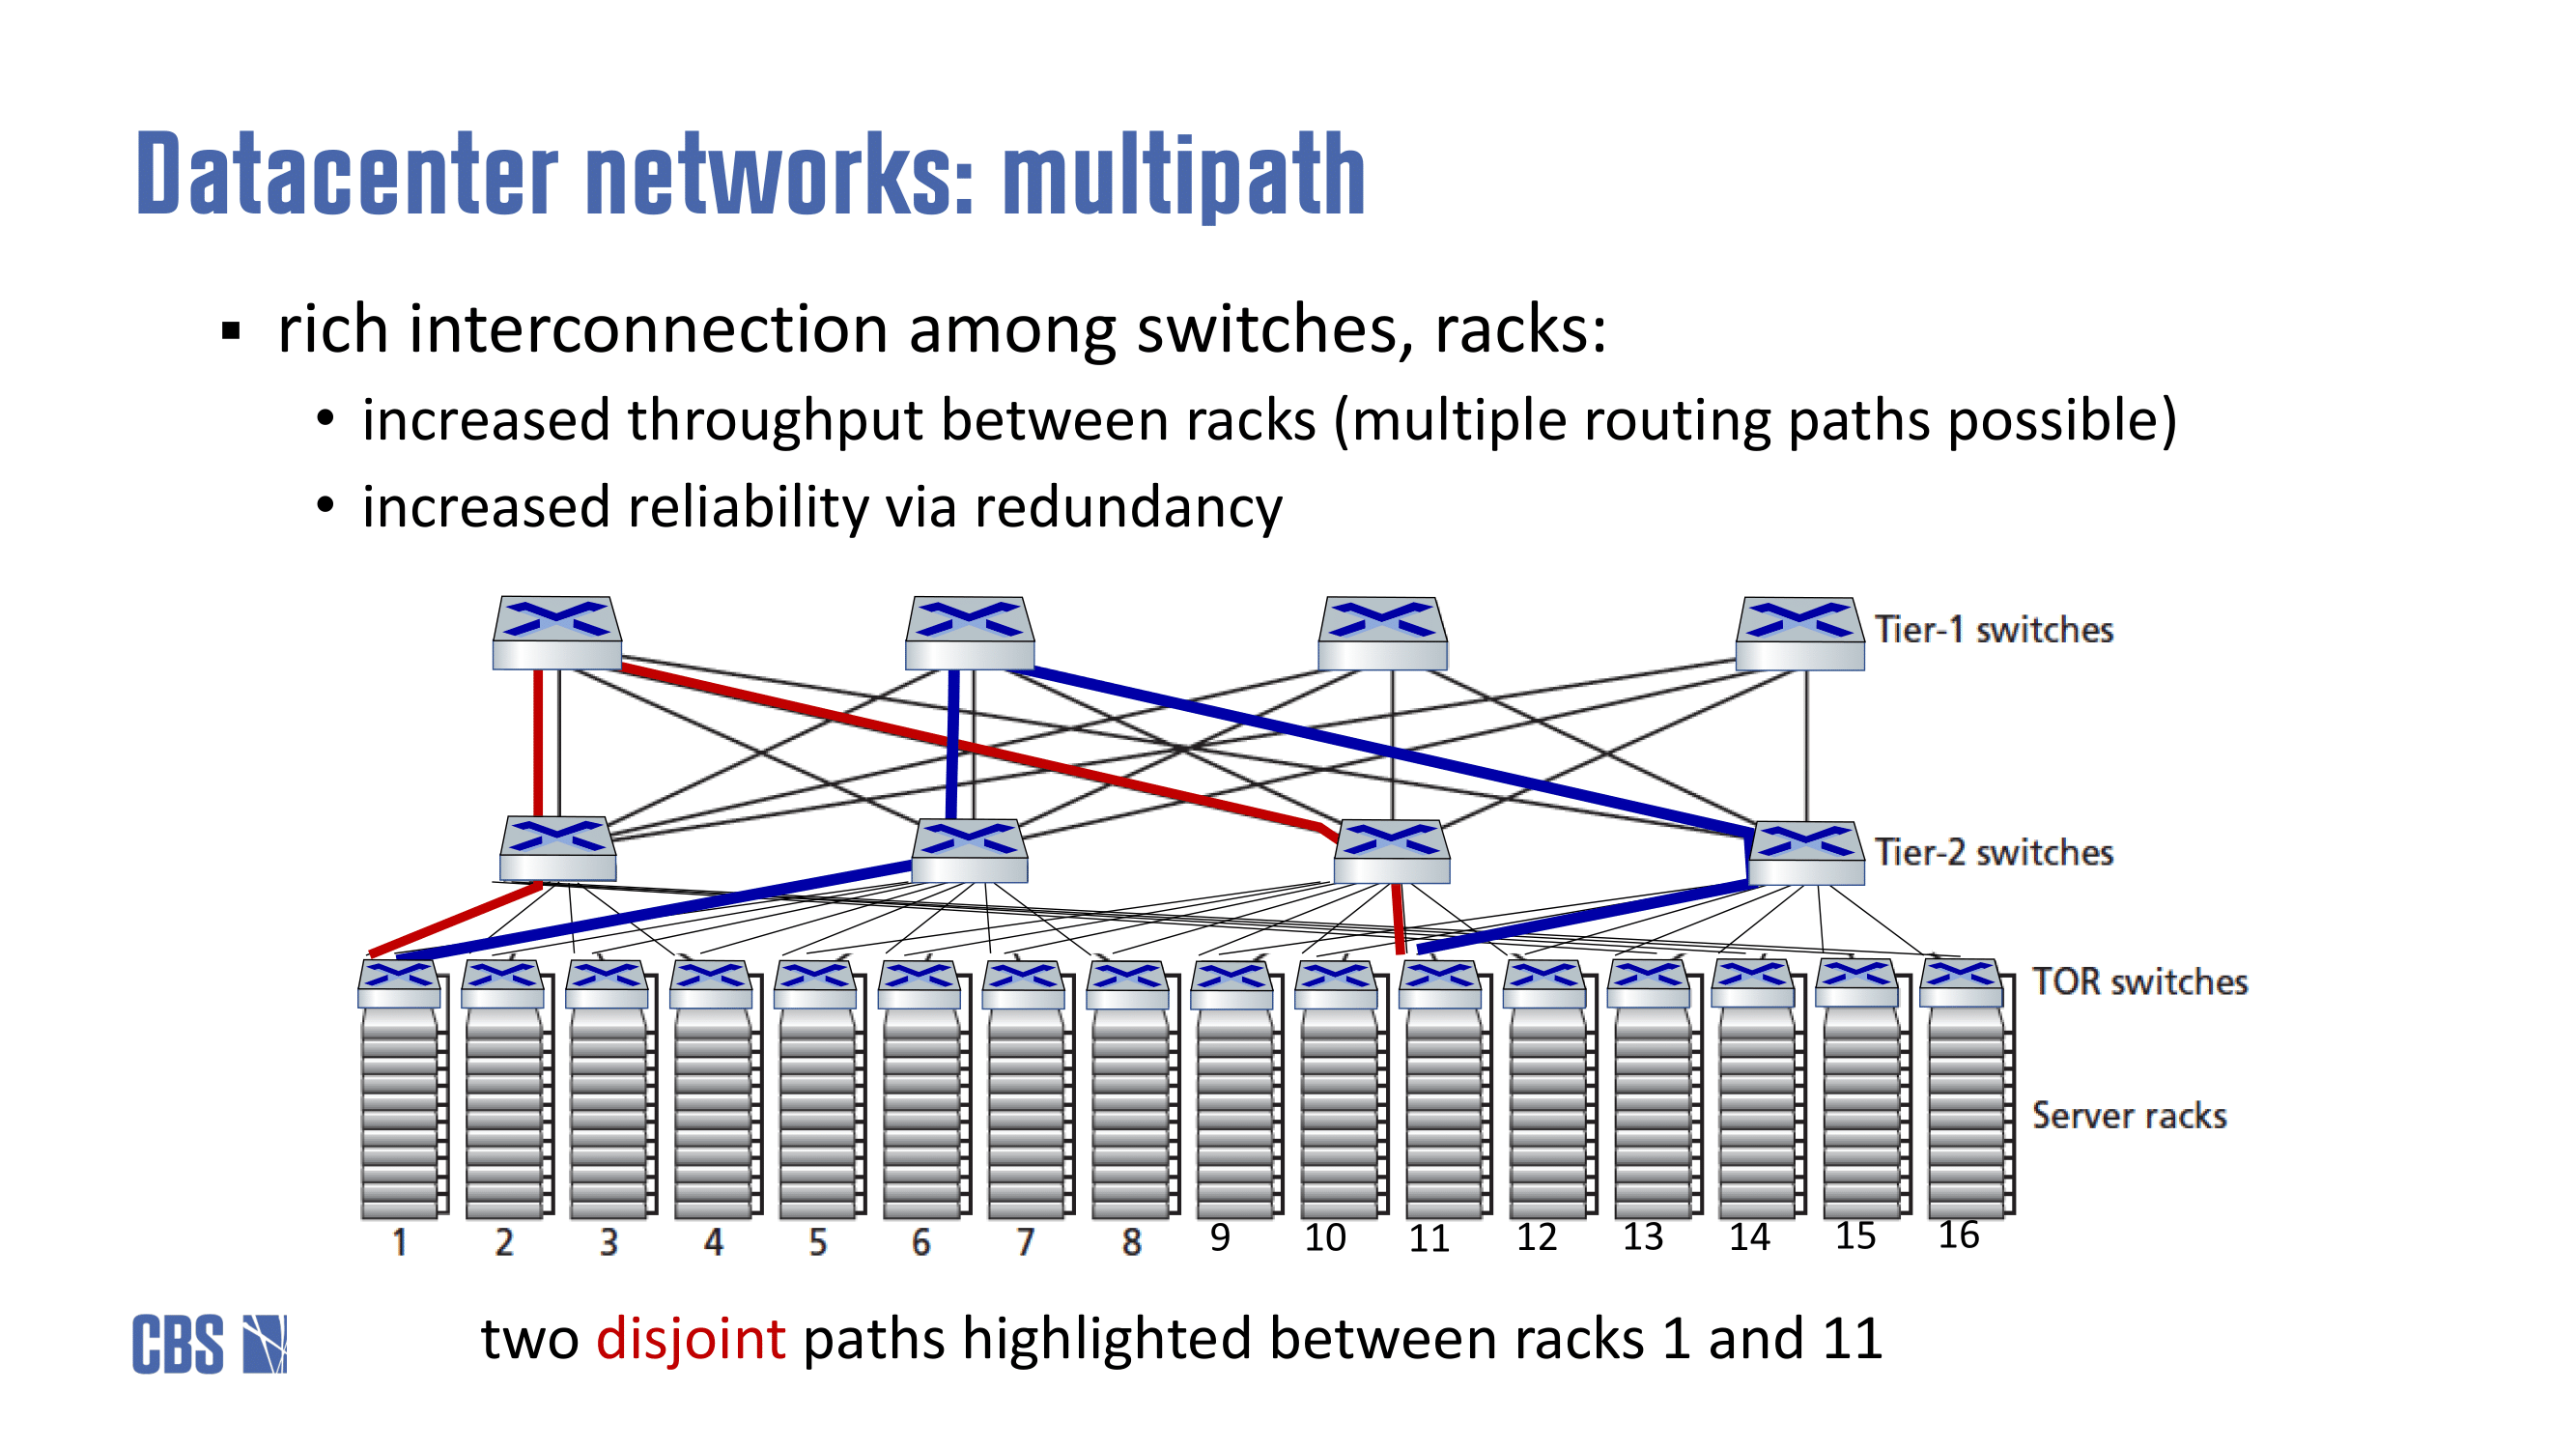 Datacenter networks: multipath
▪ rich interconnection among switches, racks:
• increased throughput between racks (multiple routing paths possible)
• increased reliability via redundancy
Tier-1 switches
Tier-2 switches
TOR switches
Server racks
1 2 3 4 5 6 7 8 9 10 11 12 13 14 15 16
two disjoint paths highlighted between racks 1 and 11
CBS